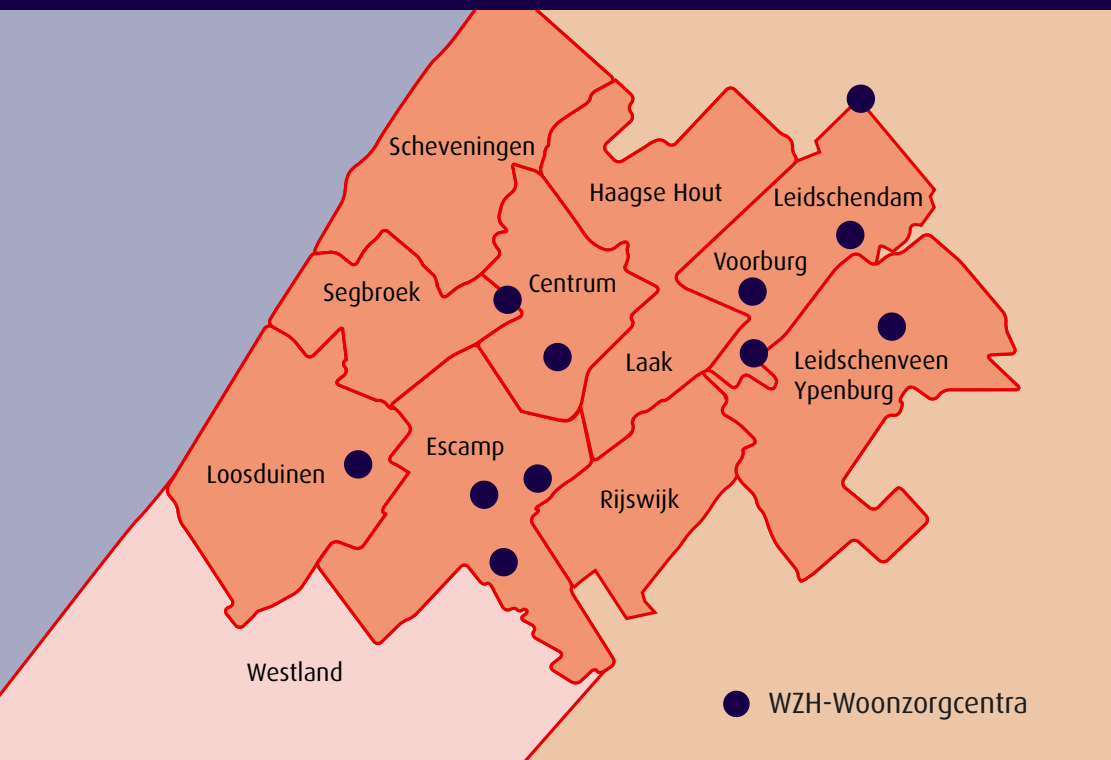 Scheveningen
Haagse Hout
Leidschendam
Voorburg
Centrum
Segbroek
Laak
Leidschenveen
Ypenburg
Escamp
Loosduinen
Rijswijk
Westland
WZH-Woonzorgcentra